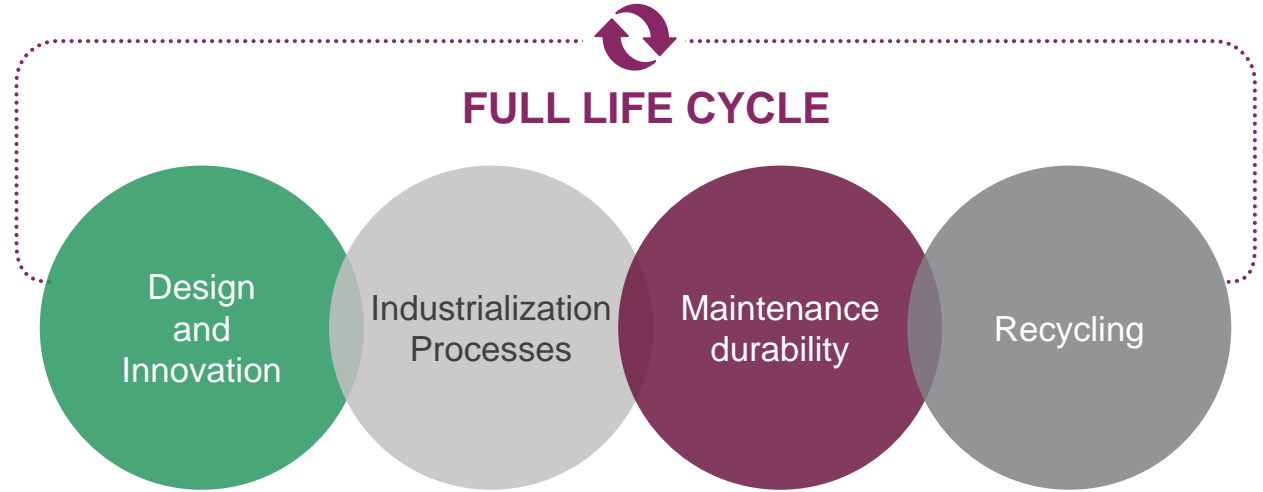 FULL LIFE CYCLE
Design
and
Innovation
Industrialization
Processes
Maintenance
durability
Recycling